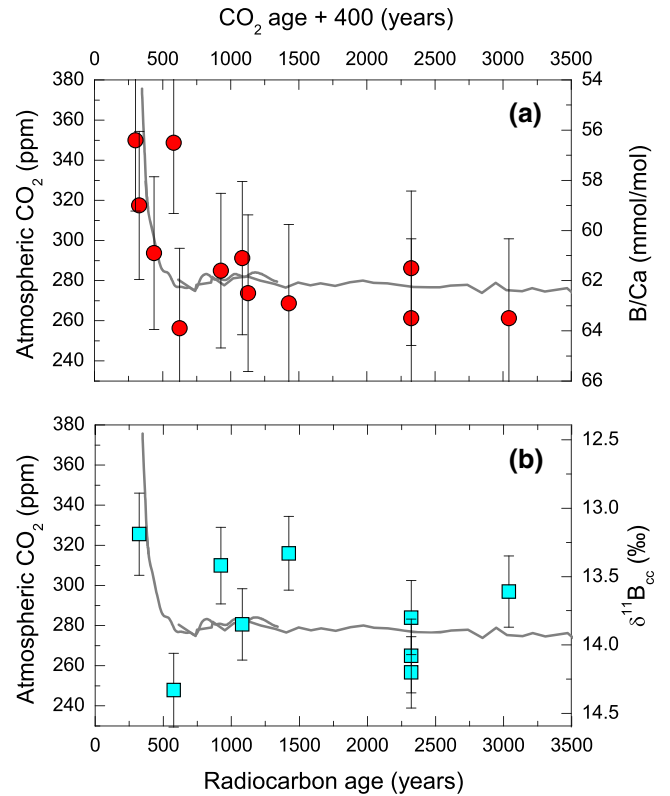 CO₂ age + 400 (years)
0 500 1000 1500 2000 2500 3000 3500
380 54
360 56
340 58
320 60
300 62
280 64
260 66
240
Atmospheric CO₂ (ppm)
B/Ca (mmol/mol)
(a)
380 12.5
360 13.0
340 13.5
320 14.0
300 14.5
280
260
240
Atmospheric CO₂ (ppm)
δ¹¹Bcc (‰)
(b)
0 500 1000 1500 2000 2500 3000 3500
Radiocarbon age (years)